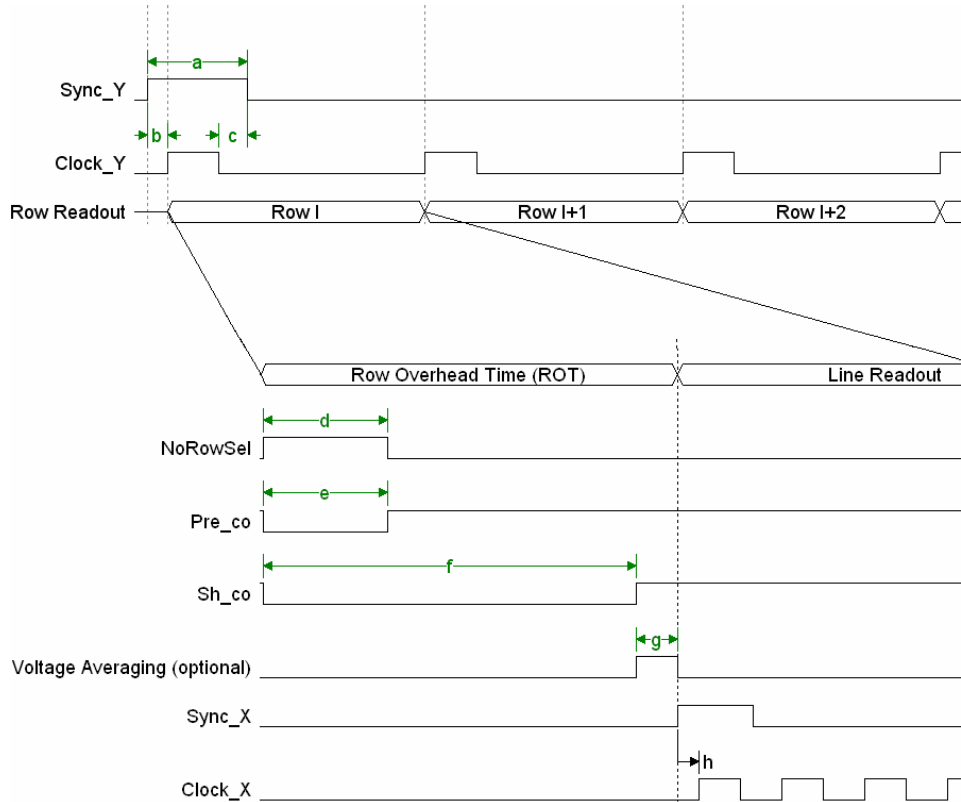 a
Sync_Y
b
c
Clock_Y
Row Readout
Row I
Row I+1
Row I+2
Row Overhead Time (ROT)
Line Readout
d
NoRowSel
e
Pre_co
f
Sh_co
g
Voltage Averaging (optional)
Sync_X
h
Clock_X